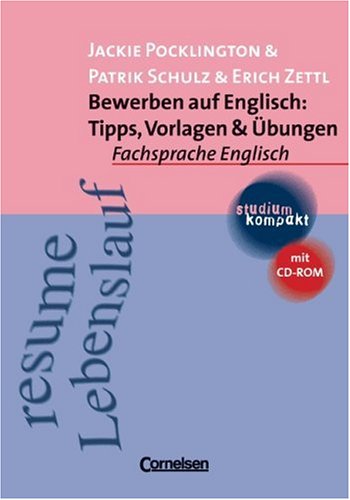 JACKIE POCKLINGTON &
PATRIK SCHULZ & ERICH ZETTL
Bewerben auf Englisch:
Tipps, Vorlagen & Übungen
Fachsprache Englisch
studium
kompakt
mit
CD-ROM
resume
Lebenslauf
Cornelsen